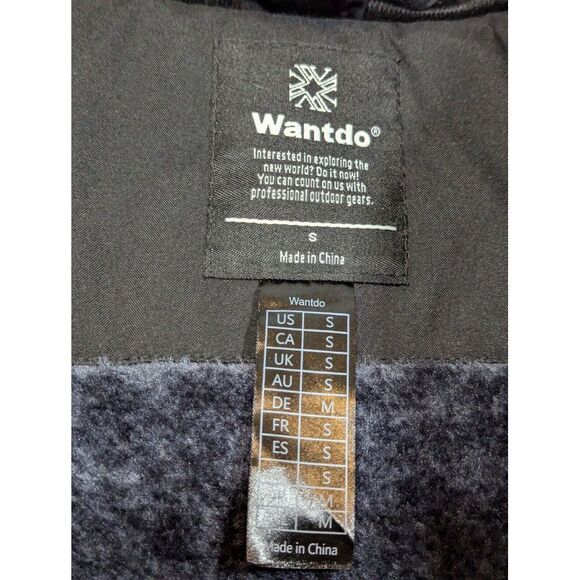 Wantdo®
Interested in exploring the
new world? Do it now!
You can count on us with
professional outdoor gears.
S
Made in China
Wantdo
US S
CA S
UK S
AU S
DE M
FR S
ES S
S
M
M
Made in China